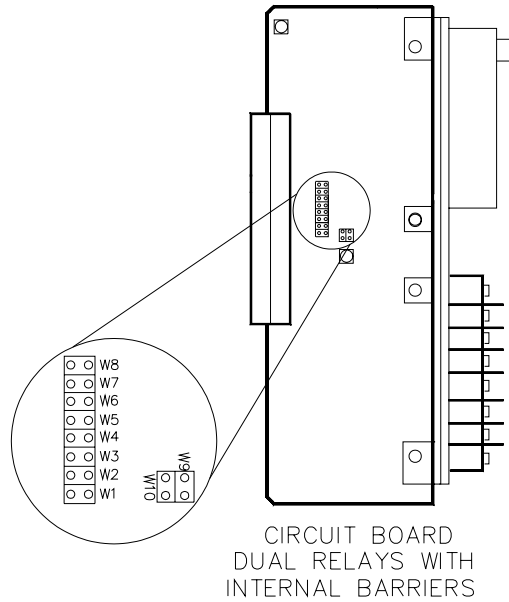 W8
W7
W6
W5
W4
W3
W2
W1
W9
W10
CIRCUIT BOARD
DUAL RELAYS WITH
INTERNAL BARRIERS